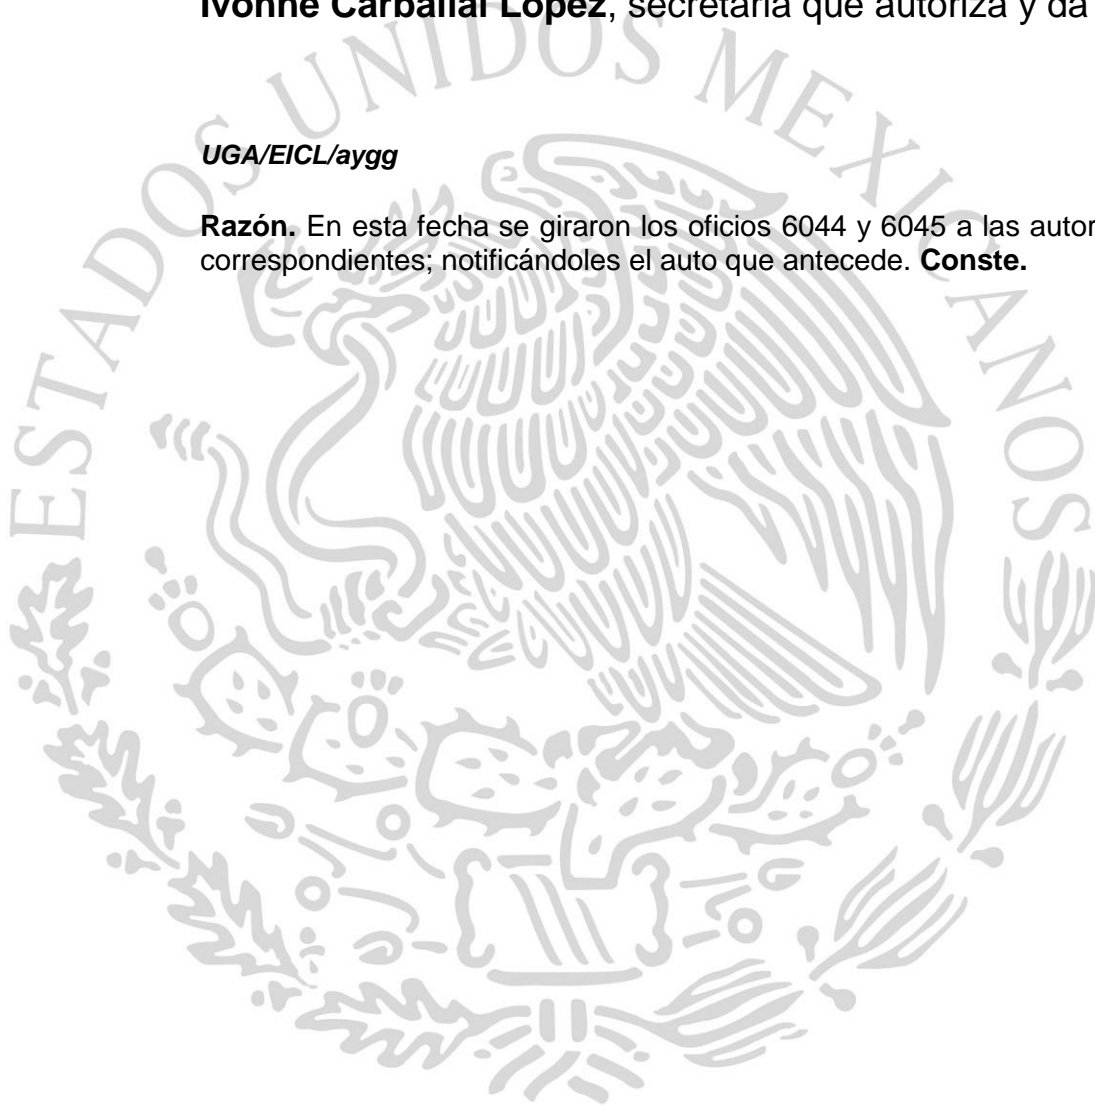 Ivonne Carballal López, secretaria que autoriza y da
ESTADOS UNIDOS MEXICANOS
UGA/EICL/aygg
Razón. En esta fecha se giraron los oficios 6044 y 6045 a las autor
correspondientes; notificándoles el auto que antecede. Conste.